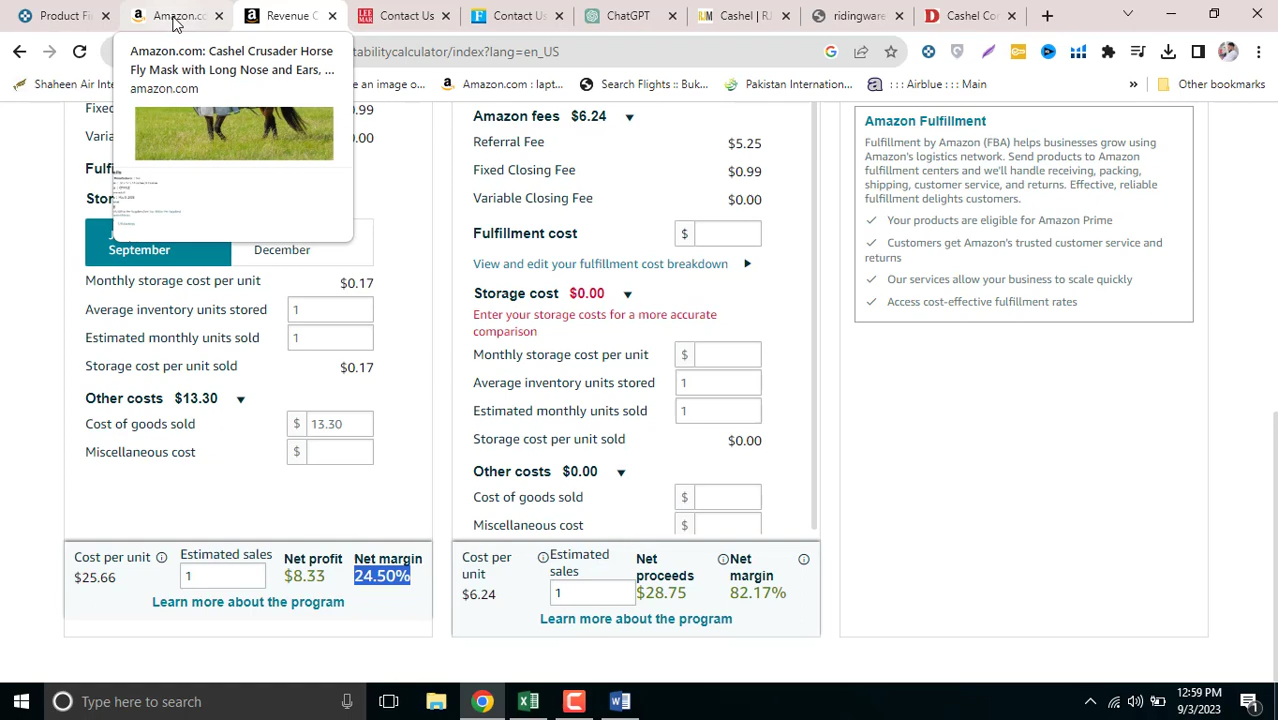 Product Fi
Amazon.co
Revenue C
Contact Us
Contact Us
ChatGPT
Cashel | RJ
ridingware
Cashel Cor
tabilitycalculator/index?lang=en_US
Amazon.com: Cashel Crusader Horse
Fly Mask with Long Nose and Ears, ...
amazon.com
Shaheen Air Inte
e an image o...
Amazon.com : lapt...
Search Flights :: Buk...
Pakistan Internation...
::: Airblue ::: Main
»
Other bookmarks
Fixed
.99
Varia
.00
Fulfi
Stor
September
December
Monthly storage cost per unit
$0.17
Average inventory units stored
1
Estimated monthly units sold
1
Storage cost per unit sold
$0.17
Other costs $13.30
Cost of goods sold
$ 13.30
Miscellaneous cost
$
Cost per unit
$25.66
Estimated sales
1
Net profit
$8.33
Net margin
24.50%
Learn more about the program
Amazon fees $6.24
Referral Fee
$5.25
Fixed Closing Fee
$0.99
Variable Closing Fee
$0.00
Fulfillment cost
$
View and edit your fulfillment cost breakdown
Storage cost $0.00
Enter your storage costs for a more accurate
comparison
Monthly storage cost per unit
$
Average inventory units stored
1
Estimated monthly units sold
1
Storage cost per unit sold
$0.00
Other costs $0.00
Cost of goods sold
$
Miscellaneous cost
$
Cost per
unit
$6.24
Estimated
sales
1
Net
proceeds
$28.75
Net
margin
82.17%
Learn more about the program
Amazon Fulfillment
Fulfillment by Amazon (FBA) helps businesses grow using
Amazon's logistics network. Send products to Amazon
fulfillment centers and we'll handle receiving, packing,
shipping, customer service, and returns. Effective, reliable
fulfillment delights customers.
Your products are eligible for Amazon Prime
Customers get Amazon's trusted customer service and
returns
Our services allow your business to scale quickly
Access cost-effective fulfillment rates
Type here to search
12:59 PM
9/3/2023
1